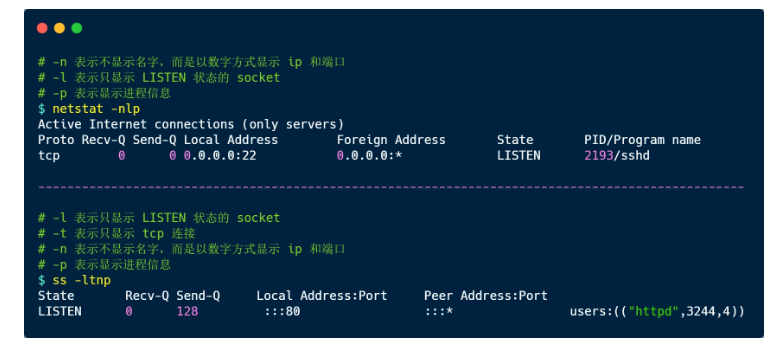 # -n 表示不显示名字，而是以数字方式显示 ip 和端口
# -l 表示只显示 LISTEN 状态的 socket
# -p 表示显示进程信息
$ netstat -nlp
Active Internet connections (only servers)
Proto Recv-Q Send-Q Local Address Foreign Address State PID/Program name
tcp 0 0 0.0.0.0:22 0.0.0.0:* LISTEN 2193/sshd
--------------------------------------------------------------------------------------------------
# -l 表示只显示 LISTEN 状态的 socket
# -t 表示只显示 tcp 连接
# -n 表示不显示名字，而是以数字方式显示 ip 和端口
# -p 表示显示进程信息
$ ss -ltnp
State Recv-Q Send-Q Local Address:Port Peer Address:Port
LISTEN 0 128 :::80 :::* users:(("httpd",3244,4))